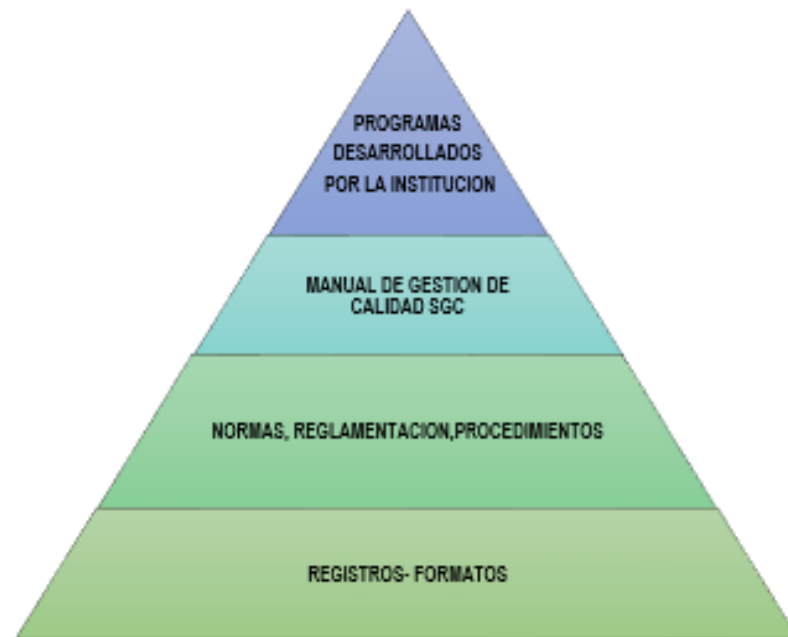 PROGRAMAS
DESARROLLADOS
POR LA INSTITUCION
MANUAL DE GESTION DE
CALIDAD SGC
NORMAS, REGLAMENTACION,PROCEDIMIENTOS
REGISTROS- FORMATOS